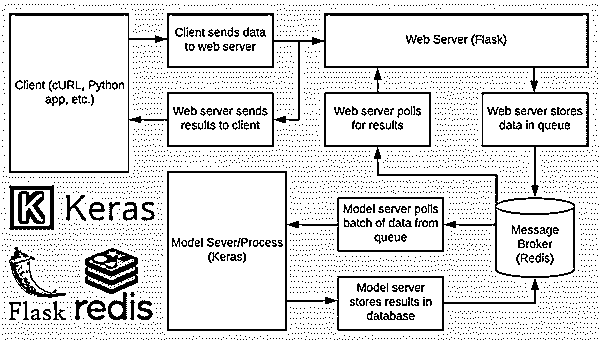 Client (cURL, Python
app, etc.)
Client sends data
to web server
Web Server (Flask)
Web server sends
results to client
Web server polls
for results
Web server stores
data in queue
K Keras
Model Sever/Process
(Keras)
Model server polls
batch of data from
queue
Message
Broker
(Redis)
Flask
redis
Model server
stores results in
database